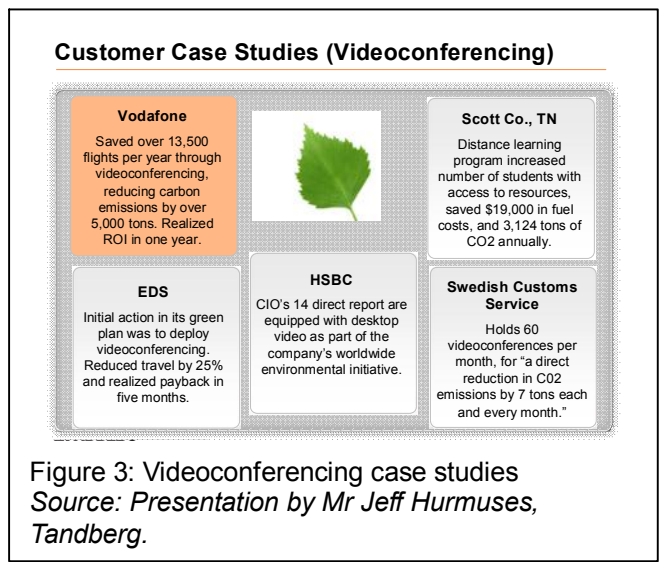 Customer Case Studies (Videoconferencing)
Vodafone
Saved over 13,500
flights per year through
videoconferencing,
reducing carbon
emissions by over
5,000 tons. Realized
ROI in one year.
Scott Co., TN
Distance learning
program increased
number of students with
access to resources,
saved $19,000 in fuel
costs, and 3,124 tons of
CO2 annually.
EDS
Initial action in its green
plan was to deploy
videoconferencing.
Reduced travel by 25%
and realized payback in
five months.
HSBC
CIO's 14 direct report are
equipped with desktop
video as part of the
company's worldwide
environmental initiative.
Swedish Customs
Service
Holds 60
videoconferences per
month, for “a direct
reduction in C02
emissions by 7 tons each
and every month.”
Figure 3: Videoconferencing case studies
Source: Presentation by Mr Jeff Hurmuses,
Tandberg.